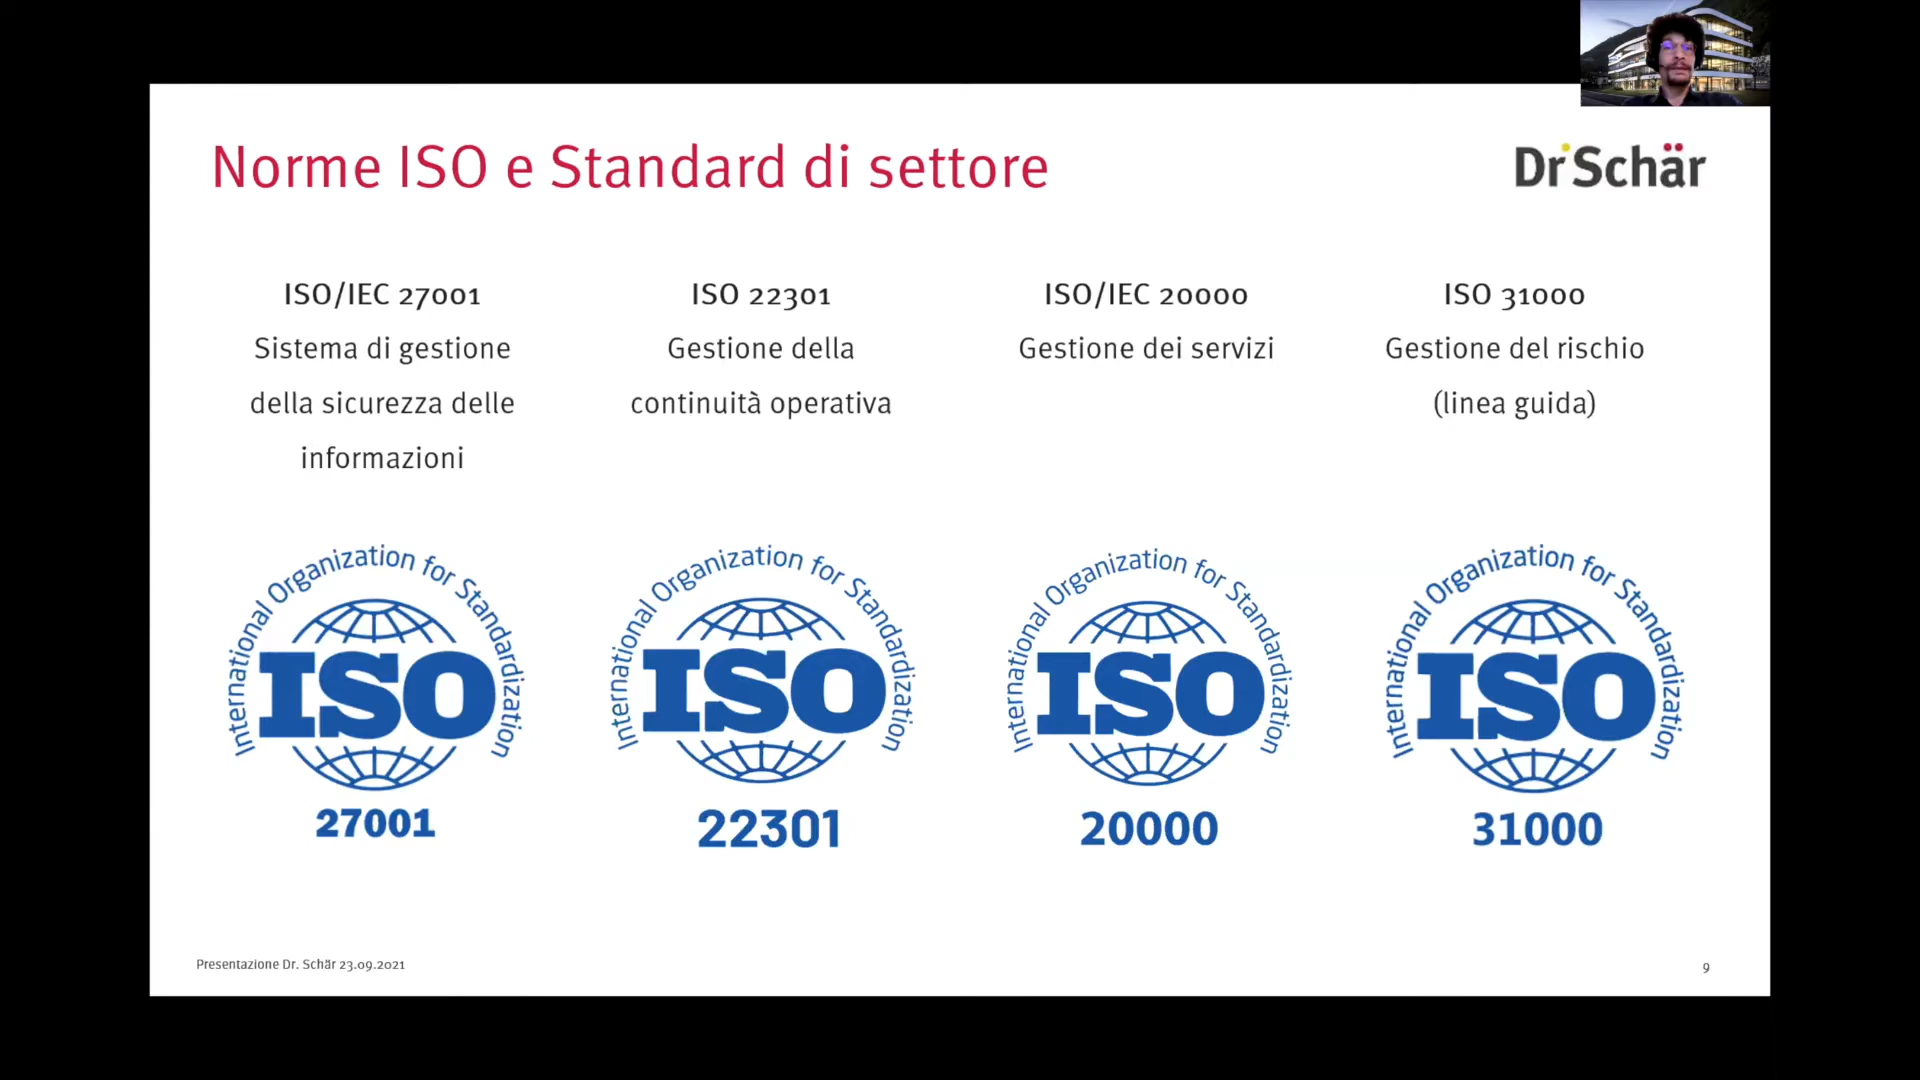 Norme ISO e Standard di settore
Dr Schär
ISO/IEC 27001
Sistema di gestione
della sicurezza delle
informazioni
ISO 22301
Gestione della
continuità operativa
ISO/IEC 20000
Gestione dei servizi
ISO 31000
Gestione del rischio
(linea guida)
International Organization for Standardization
ISO
27001
International Organization for Standardization
ISO
22301
International Organization for Standardization
ISO
20000
International Organization for Standardization
ISO
31000
Presentazione Dr. Schär 23.09.2021
9